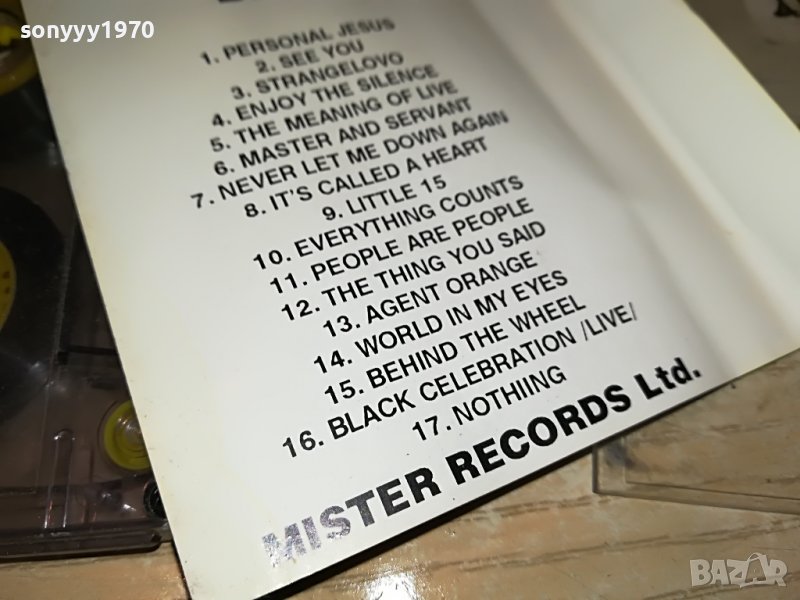 sonyyy1970
1. PERSONAL JESUS
2. SEE YOU
3. STRANGELOVO
4. ENJOY THE SILENCE
5. THE MEANING OF LIVE
6. MASTER AND SERVANT
7. NEVER LET ME DOWN AGAIN
8. IT'S CALLED A HEART
9. LITTLE 15
10. EVERYTHING COUNTS
11. PEOPLE ARE PEOPLE
12. THE THING YOU SAID
13. AGENT ORANGE
14. WORLD IN MY EYES
15. BEHIND THE WHEEL
16. BLACK CELEBRATION /LIVE/
17. NOTHIING
MISTER RECORDS Ltd.
BAZAR